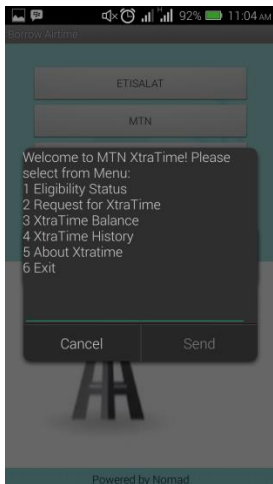 92% 11:04 AM
Borrow Airtime
ETISALAT
MTN
Welcome to MTN XtraTime! Please
select from Menu:
1 Eligibility Status
2 Request for XtraTime
3 XtraTime Balance
4 XtraTime History
5 About Xtratime
6 Exit
Cancel Send
Powered by Nomad